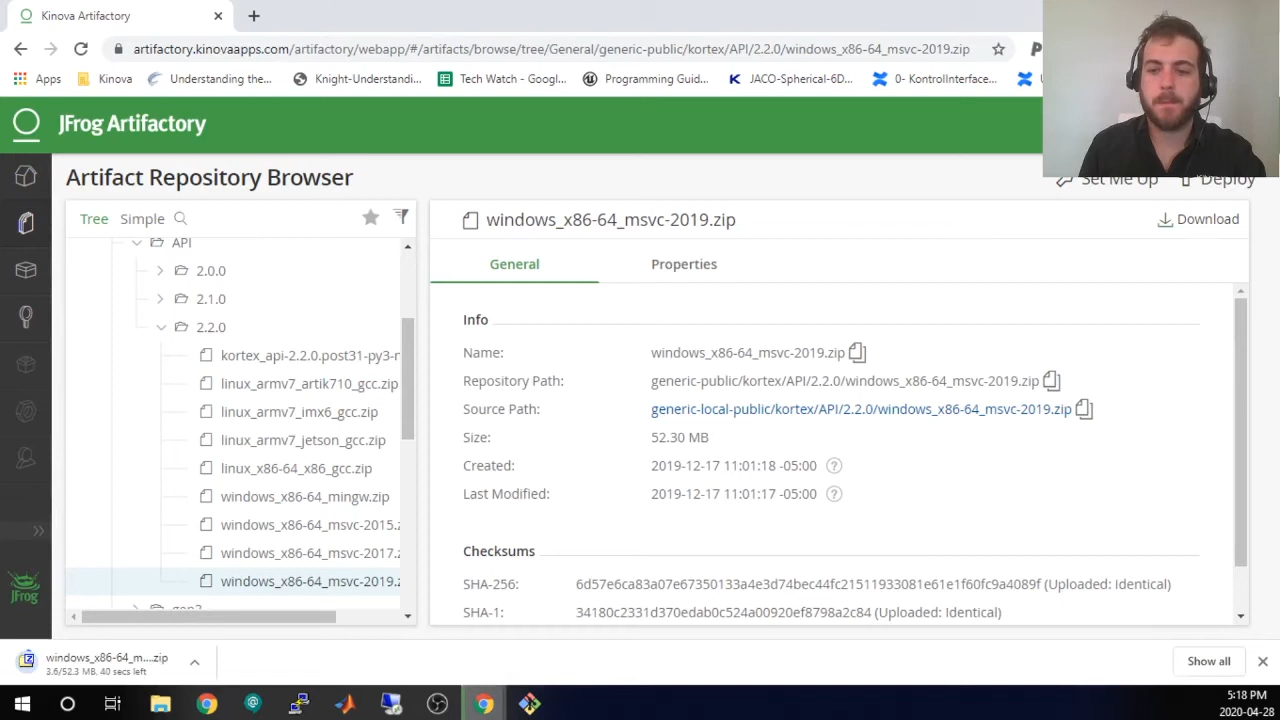 Kinova Artifactory
artifactory.kinovaapps.com/artifactory/webapp/#/artifacts/browse/tree/General/generic-public/kortex/API/2.2.0/windows_x86-64_msvc-2019.zip
Apps
Kinova
Understanding the...
Knight-Understandi...
Tech Watch - Googl...
Programming Guid...
JACO-Spherical-6D...
0- KontrolInterface...
JFrog Artifactory
Artifact Repository Browser
Set Me Up
Deploy
Tree
Simple
API
2.0.0
2.1.0
2.2.0
kortex_api-2.2.0.post31-py3-n
linux_armv7_artik710_gcc.zip
linux_armv7_imx6_gcc.zip
linux_armv7_jetson_gcc.zip
linux_x86-64_x86_gcc.zip
windows_x86-64_mingw.zip
windows_x86-64_msvc-2015.z
windows_x86-64_msvc-2017.z
windows_x86-64_msvc-2019.z
gen3
windows_x86-64_msvc-2019.zip
Download
General
Properties
Info
Name: windows_x86-64_msvc-2019.zip
Repository Path: generic-public/kortex/API/2.2.0/windows_x86-64_msvc-2019.zip
Source Path: generic-local-public/kortex/API/2.2.0/windows_x86-64_msvc-2019.zip
Size: 52.30 MB
Created: 2019-12-17 11:01:18 -05:00
Last Modified: 2019-12-17 11:01:17 -05:00
Checksums
SHA-256: 6d57e6ca83a07e67350133a4e3d74bec44fc21511933081e61e1f60fc9a4089f (Uploaded: Identical)
SHA-1: 34180c2331d370edab0c524a00920ef8798a2c84 (Uploaded: Identical)
JFrog
windows_x86-64_m....zip
3.6/52.3 MB, 40 secs left
Show all
5:18 PM
2020-04-28